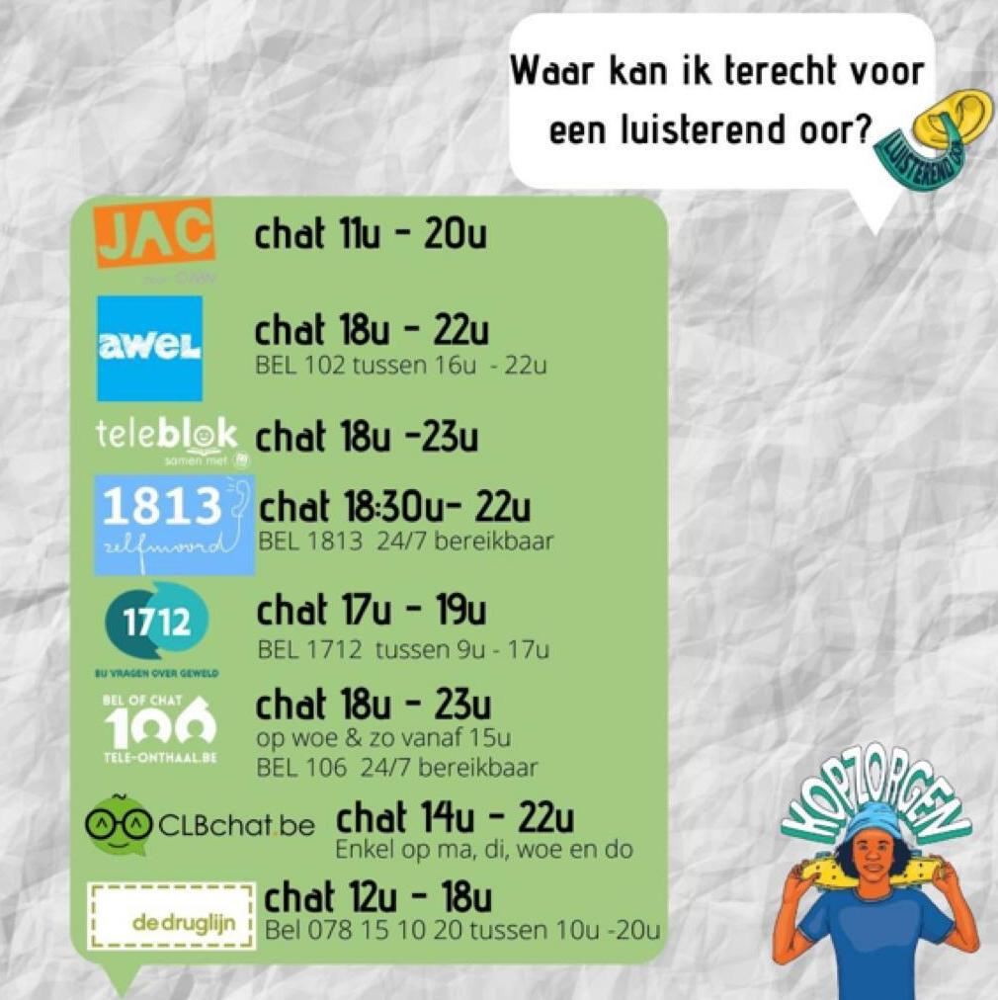 Waar kan ik terecht voor
een luisterend oor?
LUISTEREND OOR
JAC
chat 11u - 20u
awel
chat 18u - 22u
BEL 102 tussen 16u - 22u
teleblok
samen met
chat 18u -23u
1813
zelfmoord
chat 18:30u- 22u
BEL 1813 24/7 bereikbaar
1712
BIJ VRAGEN OVER GEWELD
chat 17u - 19u
BEL 1712 tussen 9u - 17u
BEL OF CHAT
106
TELE-ONTHAAL.BE
chat 18u - 23u
op woe & zo vanaf 15u
BEL 106 24/7 bereikbaar
CLBchat.be
chat 14u - 22u
Enkel op ma, di, woe en do
de druglijn
chat 12u - 18u
Bel 078 15 10 20 tussen 10u -20u
KOPZORGEN